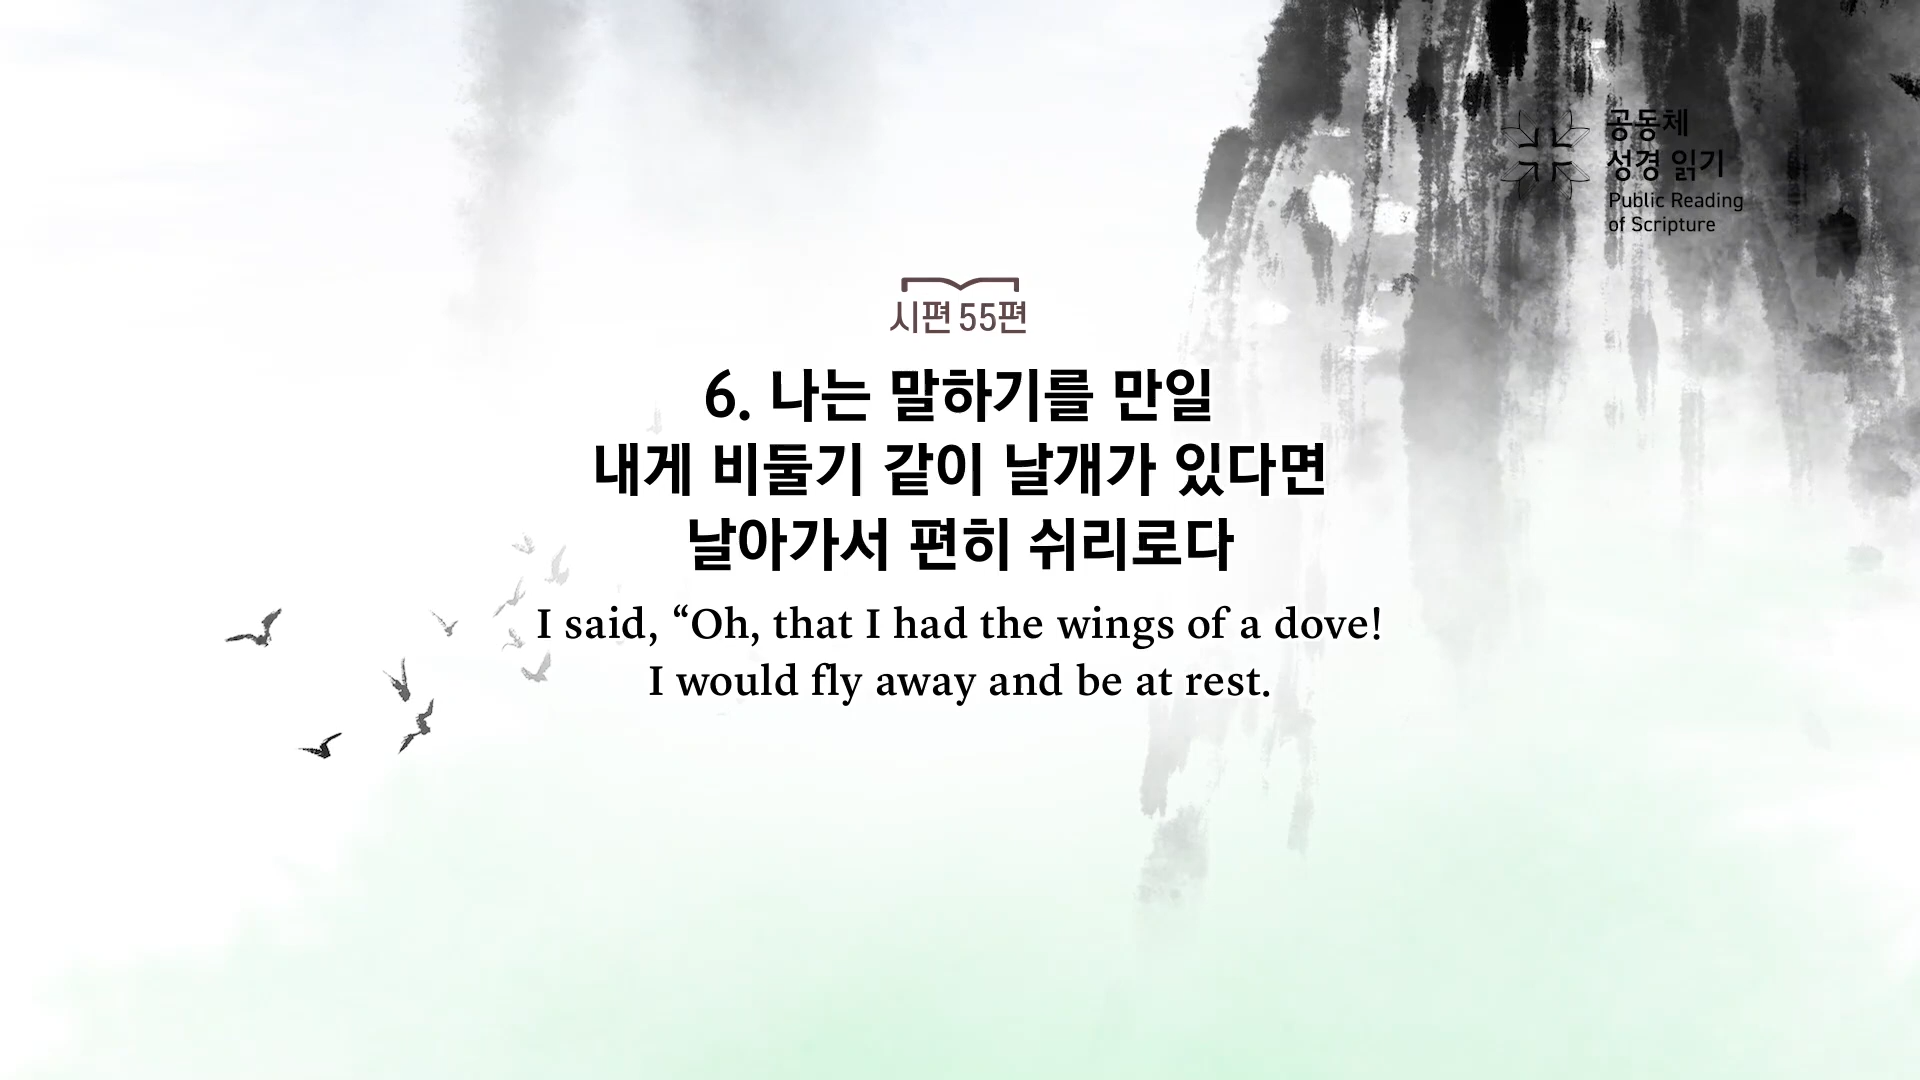 공동체
성경 읽기
Public Reading
of Scripture
시편 55편
6. 나는 말하기를 만일
내게 비둘기 같이 날개가 있다면
날아가서 편히 쉬리로다
I said, “Oh, that I had the wings of a dove!
I would fly away and be at rest.